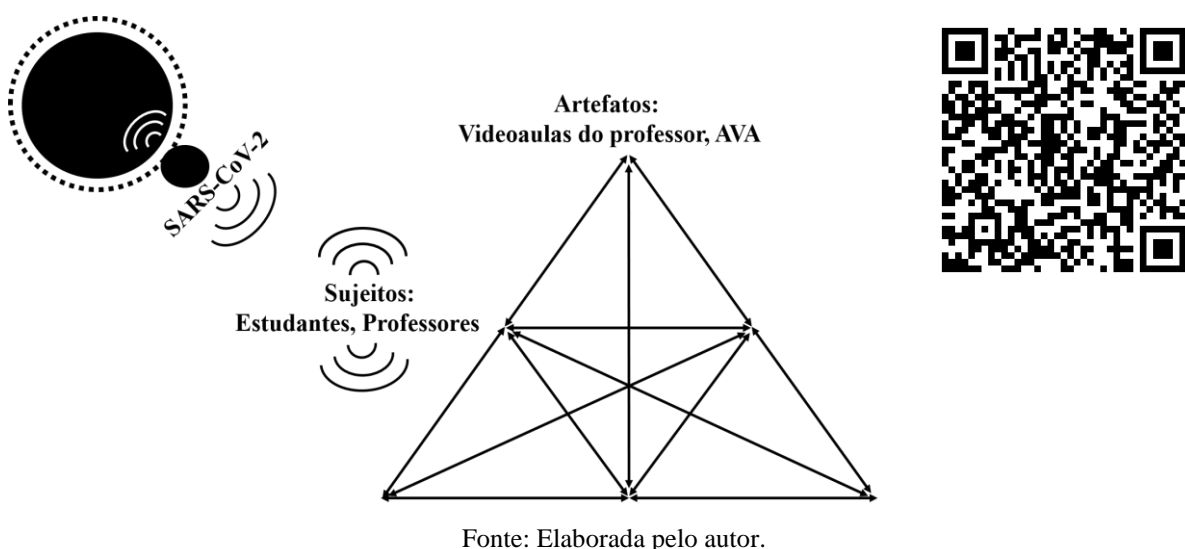 SARS-CoV-2
Artefatos:
Videoaulas do professor, AVA
Sujeitos:
Estudantes, Professores
Fonte: Elaborada pelo autor.